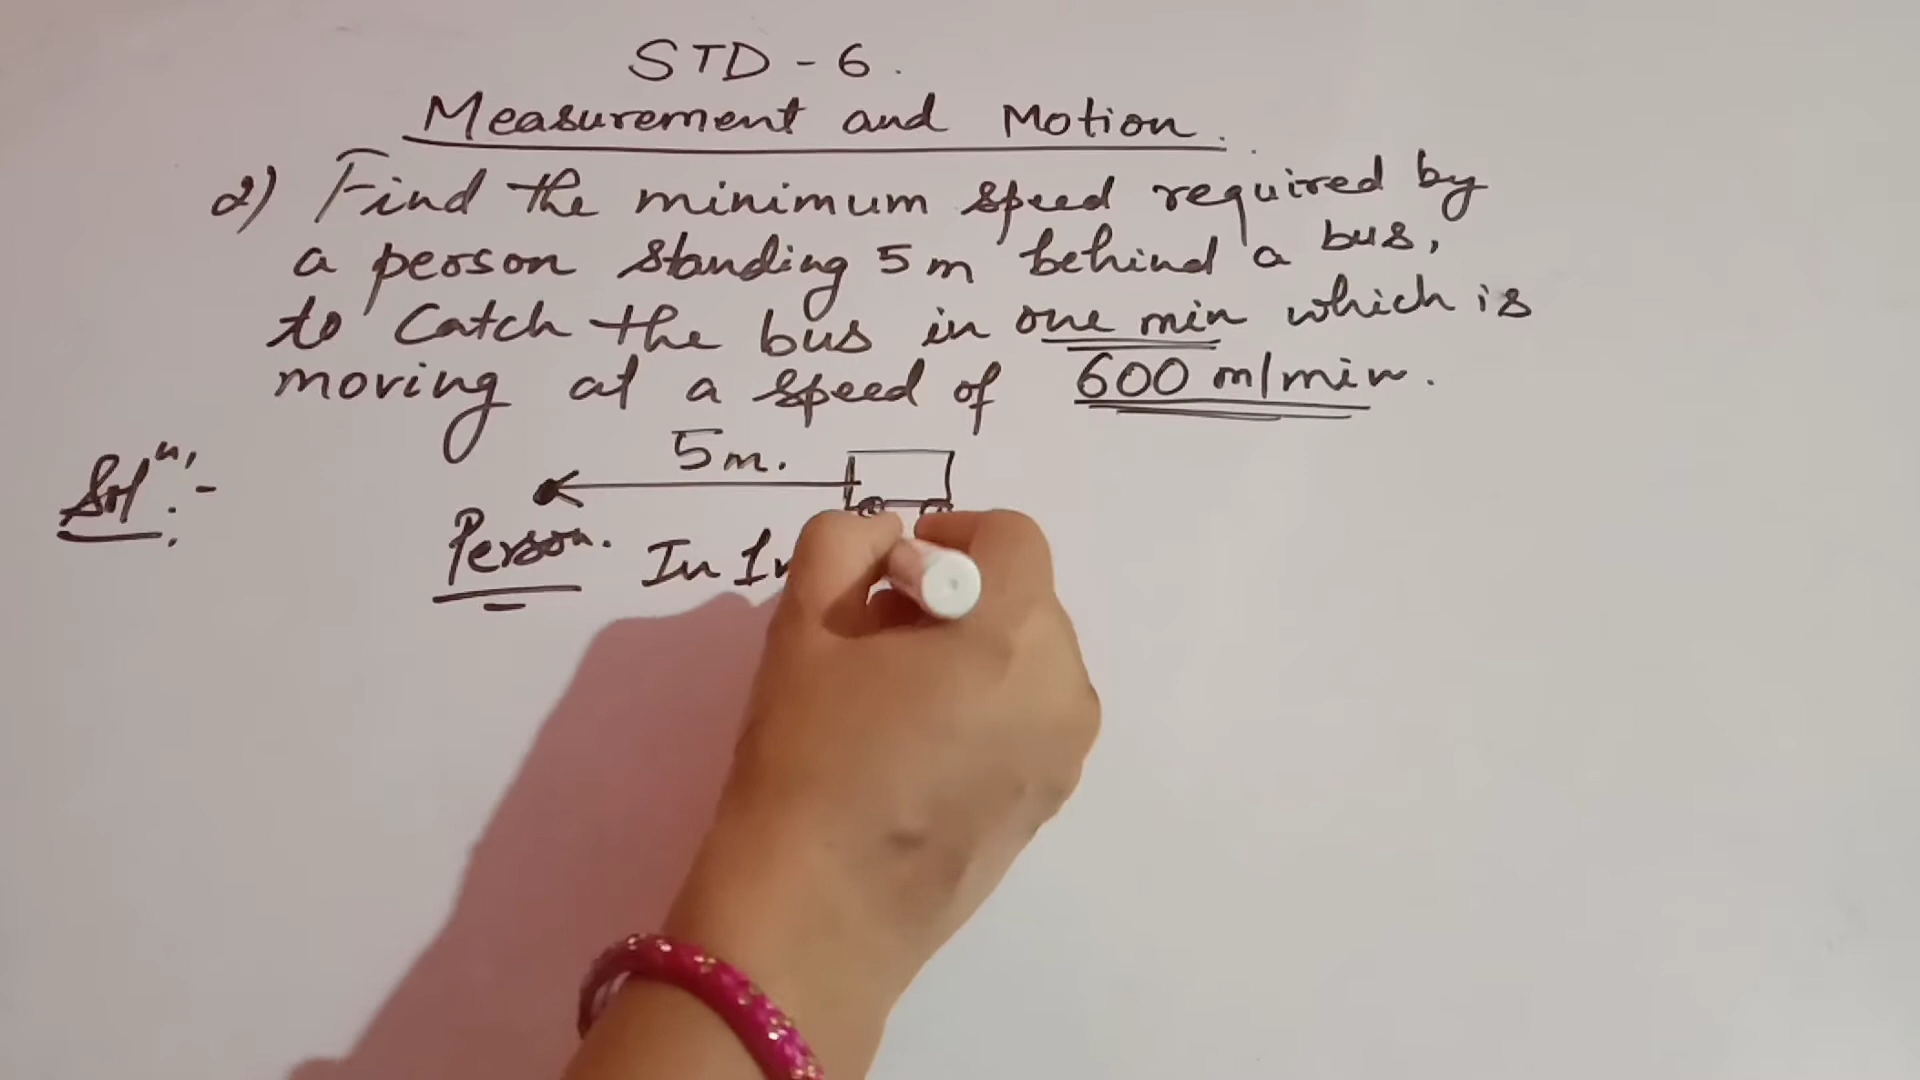 STD - 6.
Measurement and Motion.
2) Find the minimum speed required by
a person standing 5 m behind a bus,
to catch the bus in one min which is
moving at a speed of 600 m/min.
5m.
Solⁿ,:-
Person. In 1